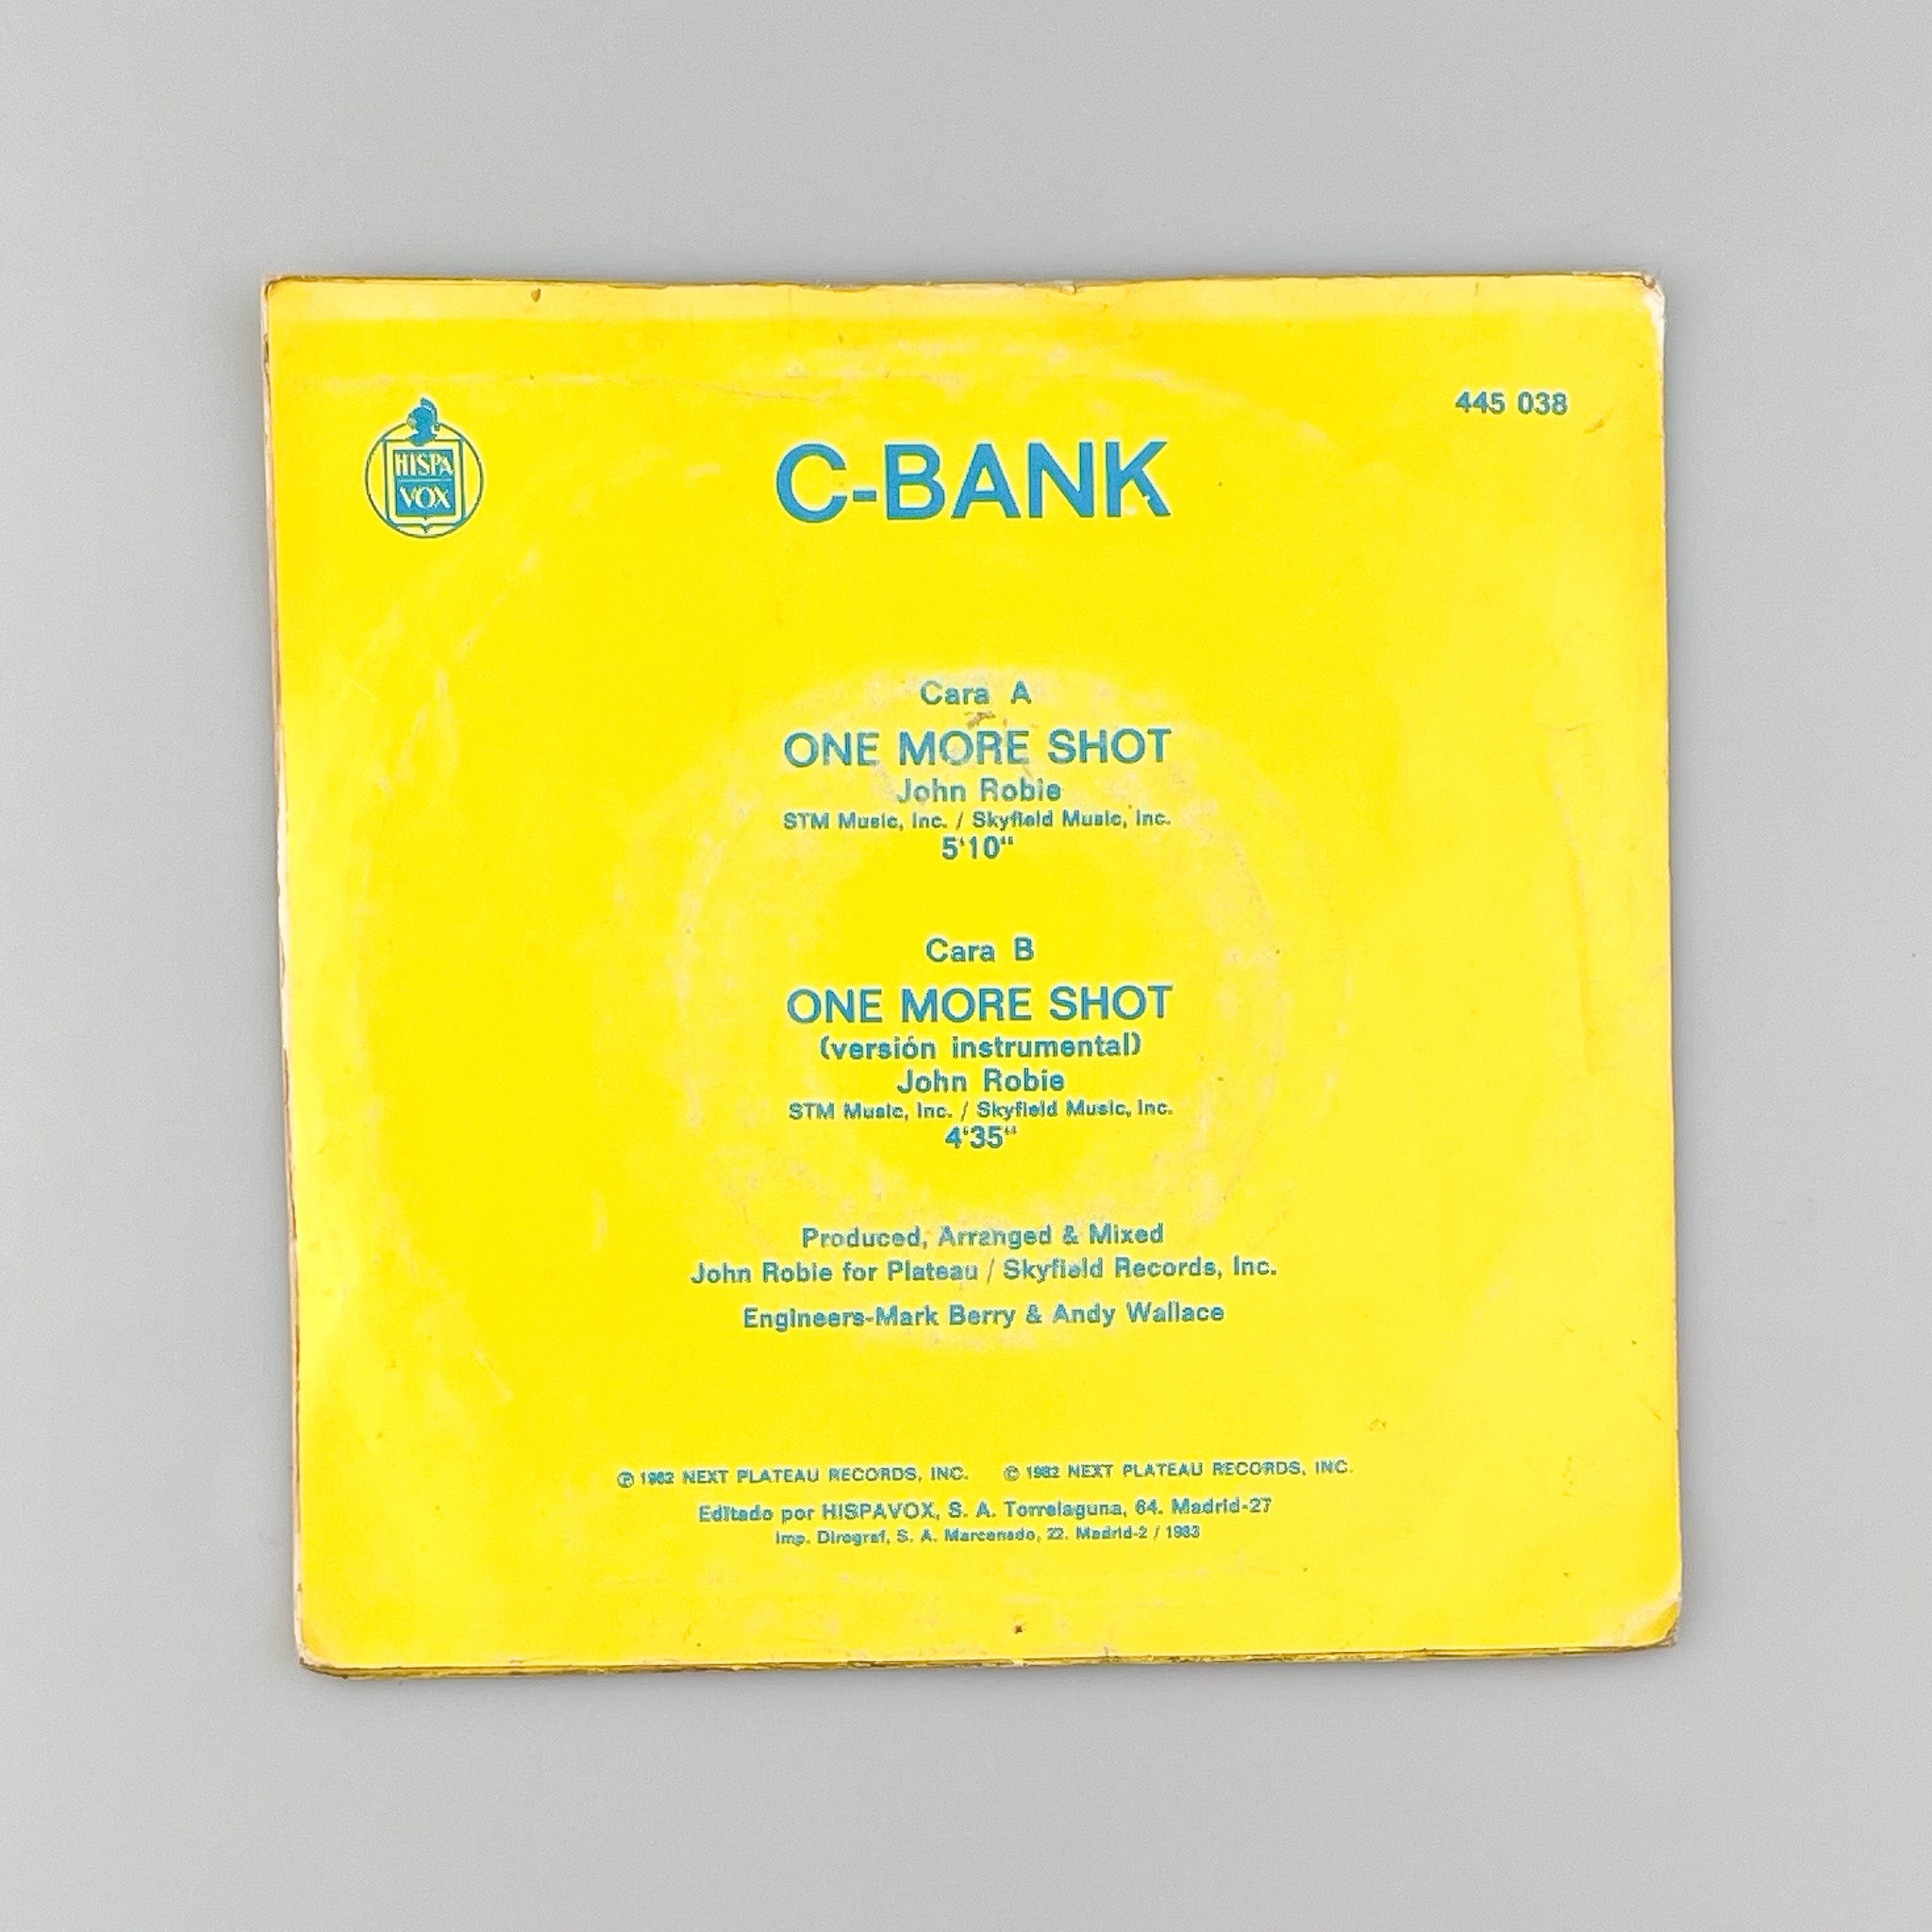 445 038
HISPA
VOX
C-BANK
Cara A
ONE MORE SHOT
John Robie
STM Music, Inc. / Skyfield Music, Inc.
5'10"
Cara B
ONE MORE SHOT
(versión instrumental)
John Robie
STM Music, Inc. / Skyfield Music, Inc.
4'35"
Produced, Arranged & Mixed
John Robie for Plateau / Skyfield Records, Inc.
Engineers-Mark Berry & Andy Wallace
℗ 1982 NEXT PLATEAU RECORDS, INC. © 1982 NEXT PLATEAU RECORDS, INC.
Editado por HISPAVOX, S. A. Torrelaguna, 64. Madrid-27
Imp. Dirograf, S. A. Marcenado, 22. Madrid-2 / 1983